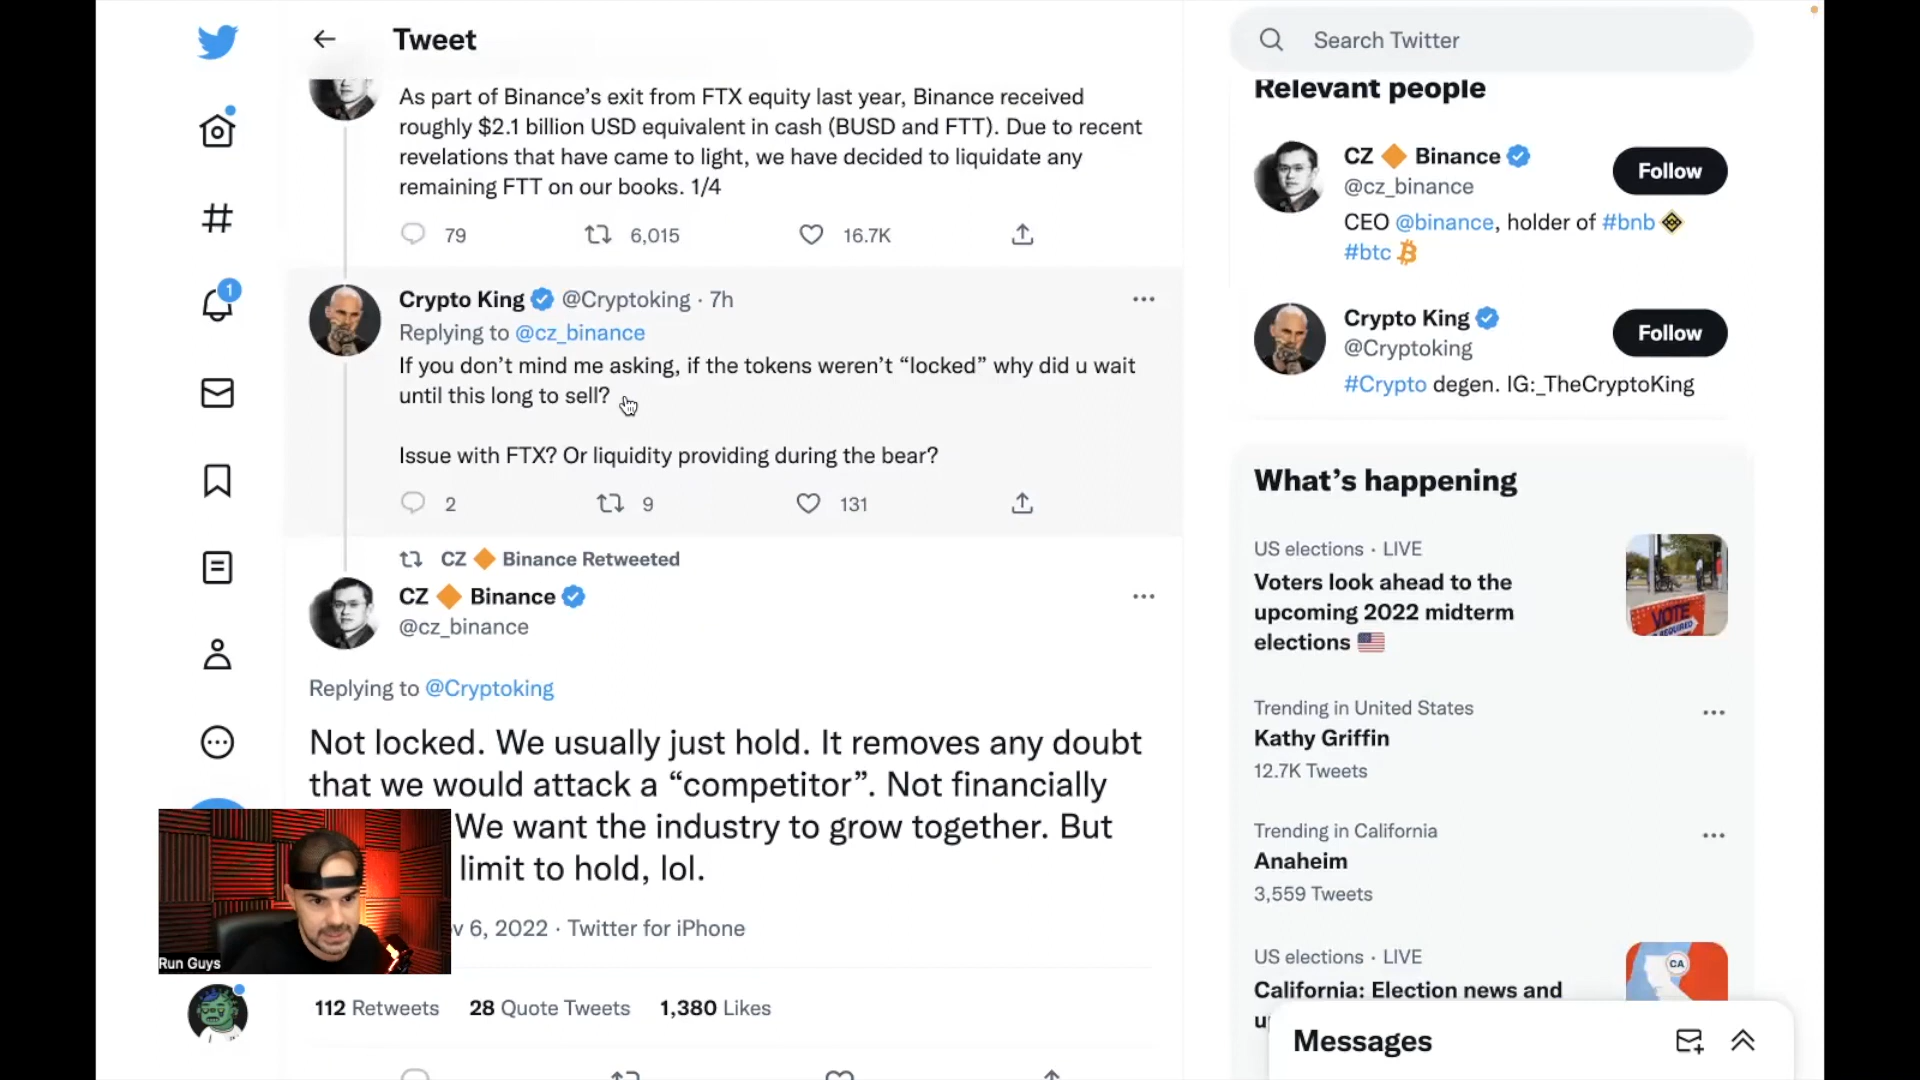 Tweet
As part of Binance’s exit from FTX equity last year, Binance received
roughly $2.1 billion USD equivalent in cash (BUSD and FTT). Due to recent
revelations that have came to light, we have decided to liquidate any
remaining FTT on our books. 1/4
79 6,015 16.7K
Crypto King @Cryptoking · 7h
Replying to @cz_binance
If you don’t mind me asking, if the tokens weren’t “locked” why did u wait
until this long to sell?
Issue with FTX? Or liquidity providing during the bear?
2 9 131
CZ 🔶 Binance Retweeted
CZ 🔶 Binance
@cz_binance
Replying to @Cryptoking
Not locked. We usually just hold. It removes any doubt
that we would attack a “competitor”. Not financially
We want the industry to grow together. But
limit to hold, lol.
6, 2022 · Twitter for iPhone
112 Retweets 28 Quote Tweets 1,380 Likes
1
Run Guys
Search Twitter
Relevant people
CZ 🔶 Binance
@cz_binance
Follow
CEO @binance, holder of #bnb
#btc
Crypto King
@Cryptoking
Follow
#Crypto degen. IG:_TheCryptoKing
What’s happening
US elections · LIVE
Voters look ahead to the
upcoming 2022 midterm
elections 🇺🇸
VOTE
Trending in United States
Kathy Griffin
12.7K Tweets
Trending in California
Anaheim
3,559 Tweets
US elections · LIVE
California: Election news and
CA
Messages